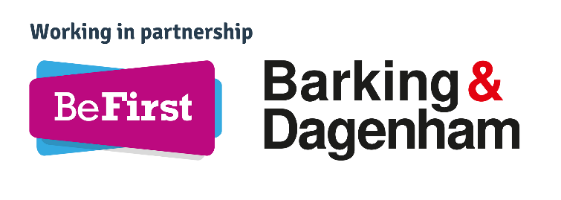 Working in partnership
BeFirst
Barking &
Dagenham